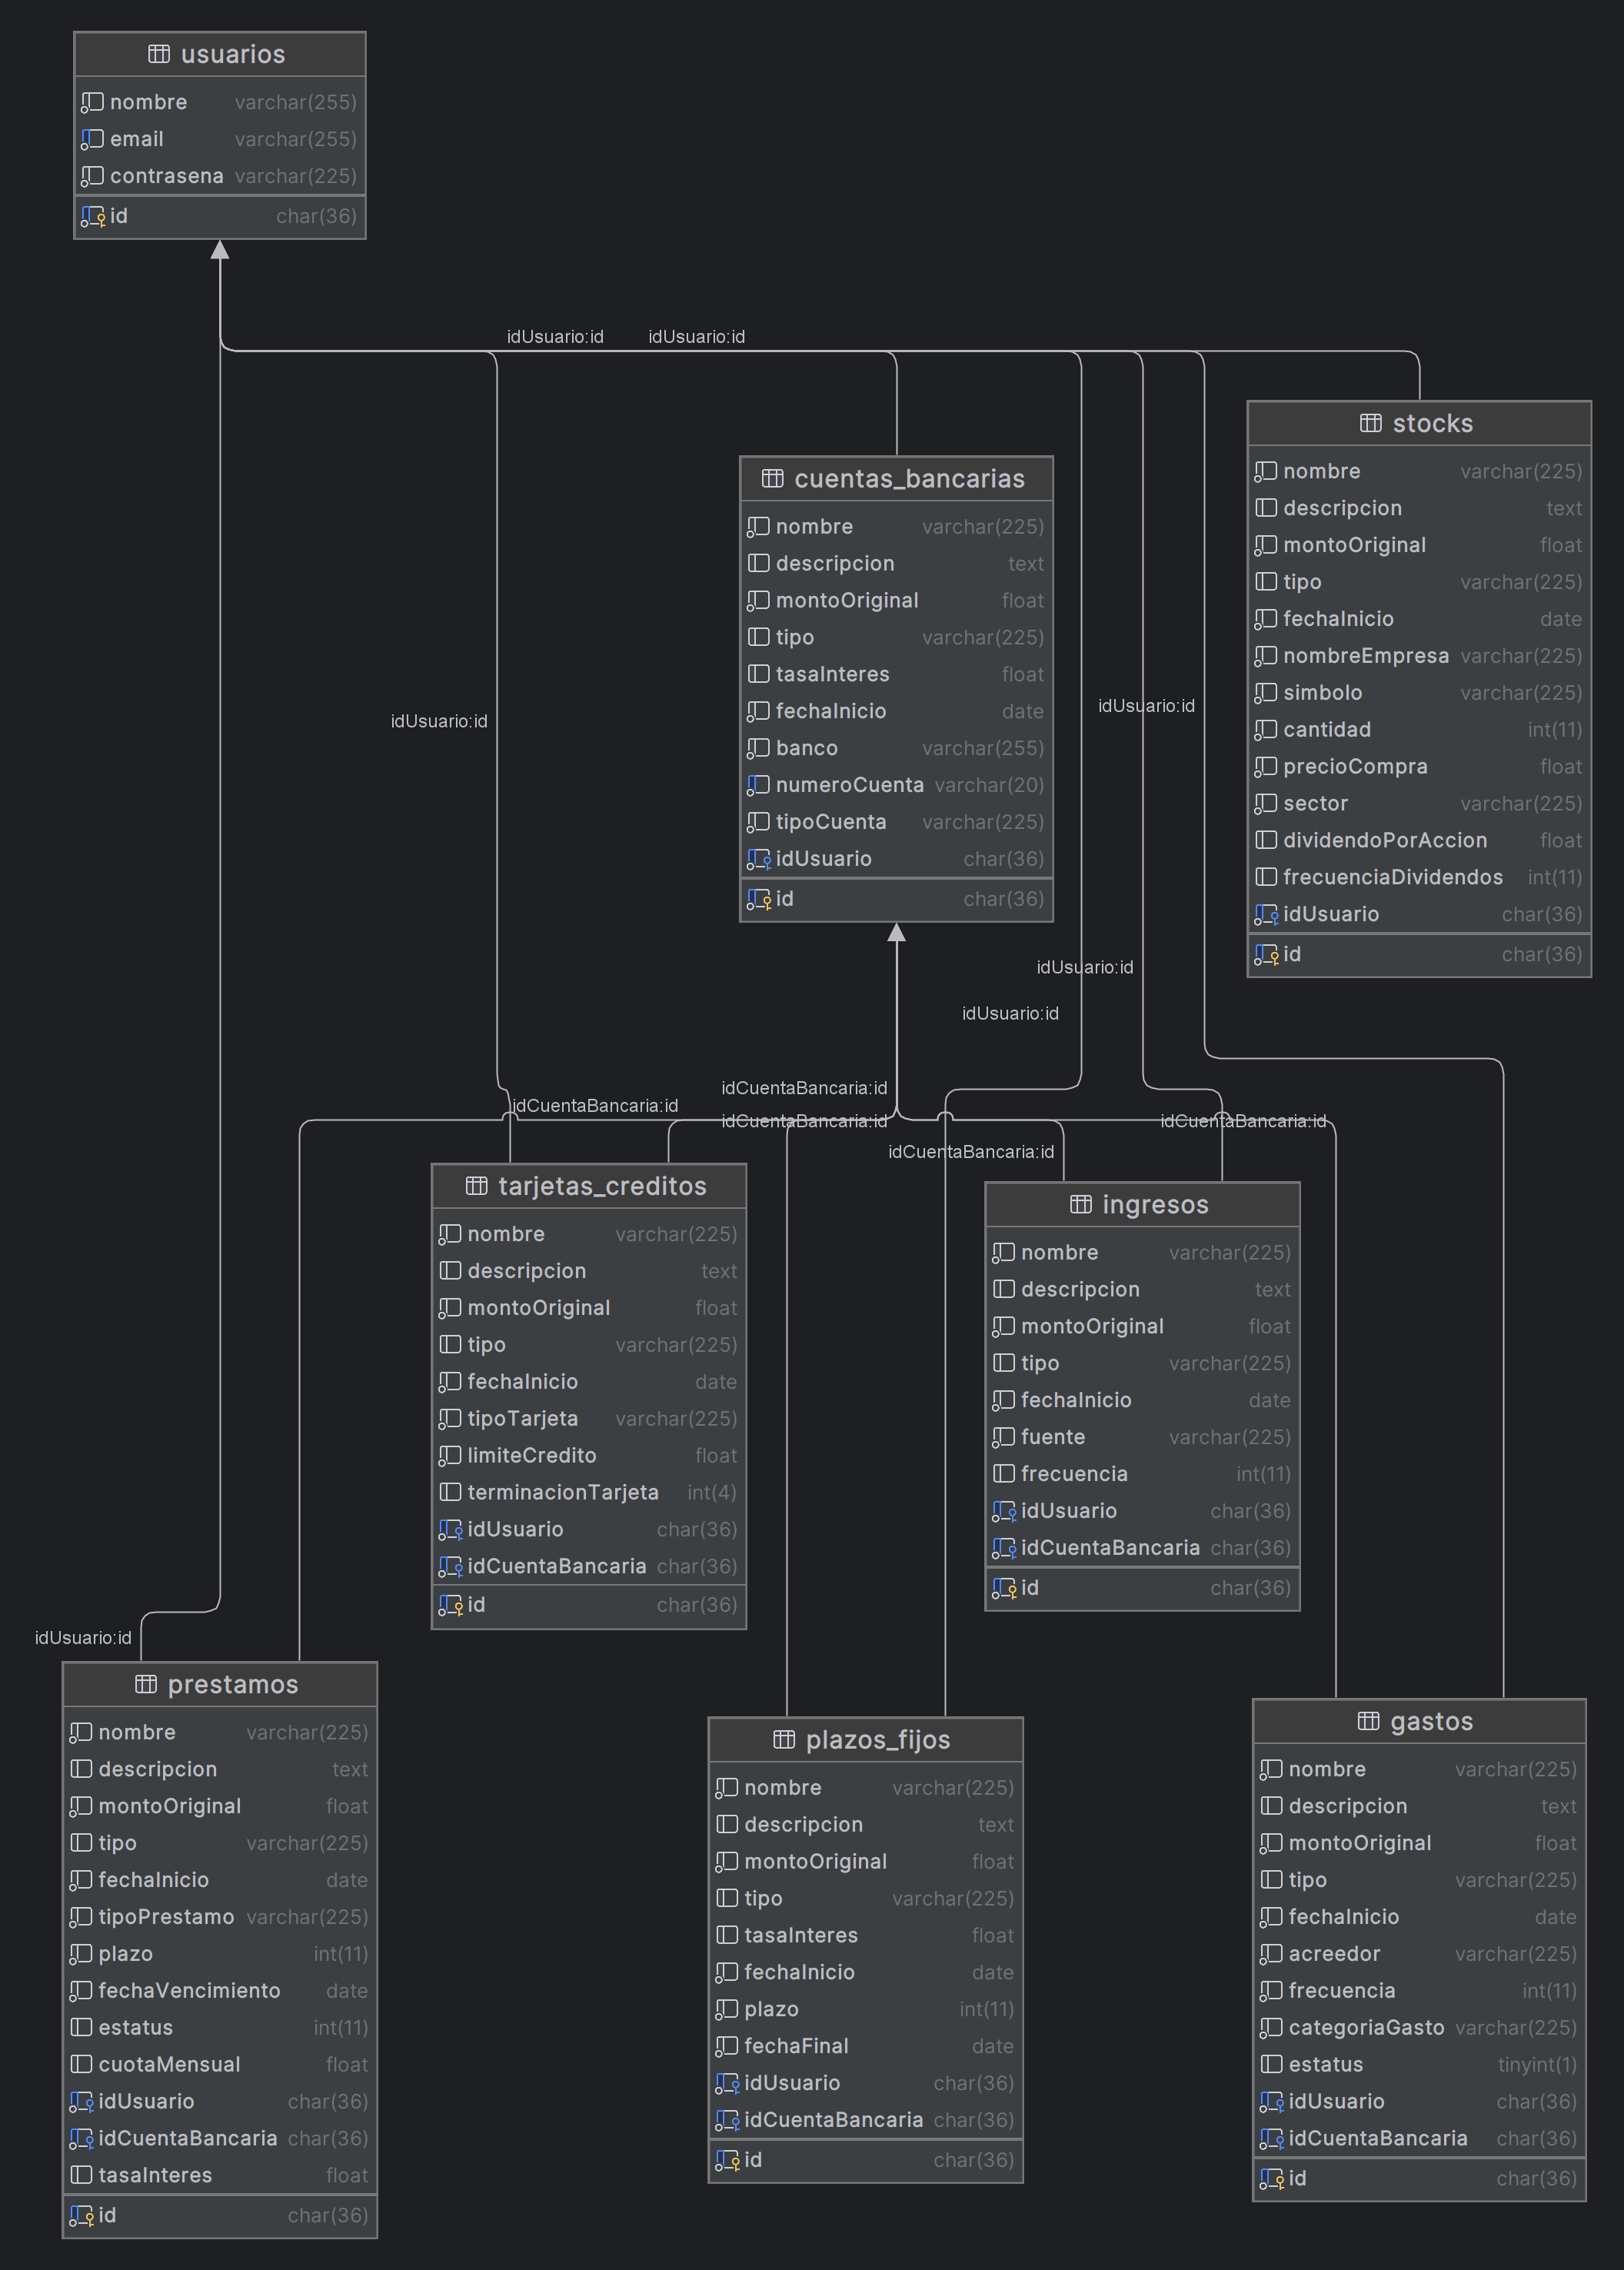 usuarios
nombre varchar(255)
email varchar(255)
contrasena varchar(225)
id char(36)
idUsuario:id idUsuario:id
stocks
nombre varchar(225)
descripcion text
montoOriginal float
tipo varchar(225)
fechaInicio date
nombreEmpresa varchar(225)
simbolo varchar(225)
cantidad int(11)
precioCompra float
sector varchar(225)
dividendoPorAccion float
frecuenciaDividendos int(11)
idUsuario char(36)
id char(36)
cuentas_bancarias
nombre varchar(225)
descripcion text
montoOriginal float
tipo varchar(225)
tasaInteres float
fechaInicio date
banco varchar(255)
numeroCuenta varchar(20)
tipoCuenta varchar(225)
idUsuario char(36)
id char(36)
idUsuario:id
idUsuario:id
idUsuario:id
idUsuario:id
idCuentaBancaria:id
idCuentaBancaria:id
idCuentaBancaria:id
idCuentaBancaria:id
idCuentaBancaria:id
tarjetas_creditos
nombre varchar(225)
descripcion text
montoOriginal float
tipo varchar(225)
fechaInicio date
tipoTarjeta varchar(225)
limiteCredito float
terminacionTarjeta int(4)
idUsuario char(36)
idCuentaBancaria char(36)
id char(36)
ingresos
nombre varchar(225)
descripcion text
montoOriginal float
tipo varchar(225)
fechaInicio date
fuente varchar(225)
frecuencia int(11)
idUsuario char(36)
idCuentaBancaria char(36)
id char(36)
idUsuario:id
prestamos
nombre varchar(225)
descripcion text
montoOriginal float
tipo varchar(225)
fechaInicio date
tipoPrestamo varchar(225)
plazo int(11)
fechaVencimiento date
estatus int(11)
cuotaMensual float
idUsuario char(36)
idCuentaBancaria char(36)
tasaInteres float
id char(36)
plazos_fijos
nombre varchar(225)
descripcion text
montoOriginal float
tipo varchar(225)
tasaInteres float
fechaInicio date
plazo int(11)
fechaFinal date
idUsuario char(36)
idCuentaBancaria char(36)
id char(36)
gastos
nombre varchar(225)
descripcion text
montoOriginal float
tipo varchar(225)
fechaInicio date
acreedor varchar(225)
frecuencia int(11)
categoriaGasto varchar(225)
estatus tinyint(1)
idUsuario char(36)
idCuentaBancaria char(36)
id char(36)